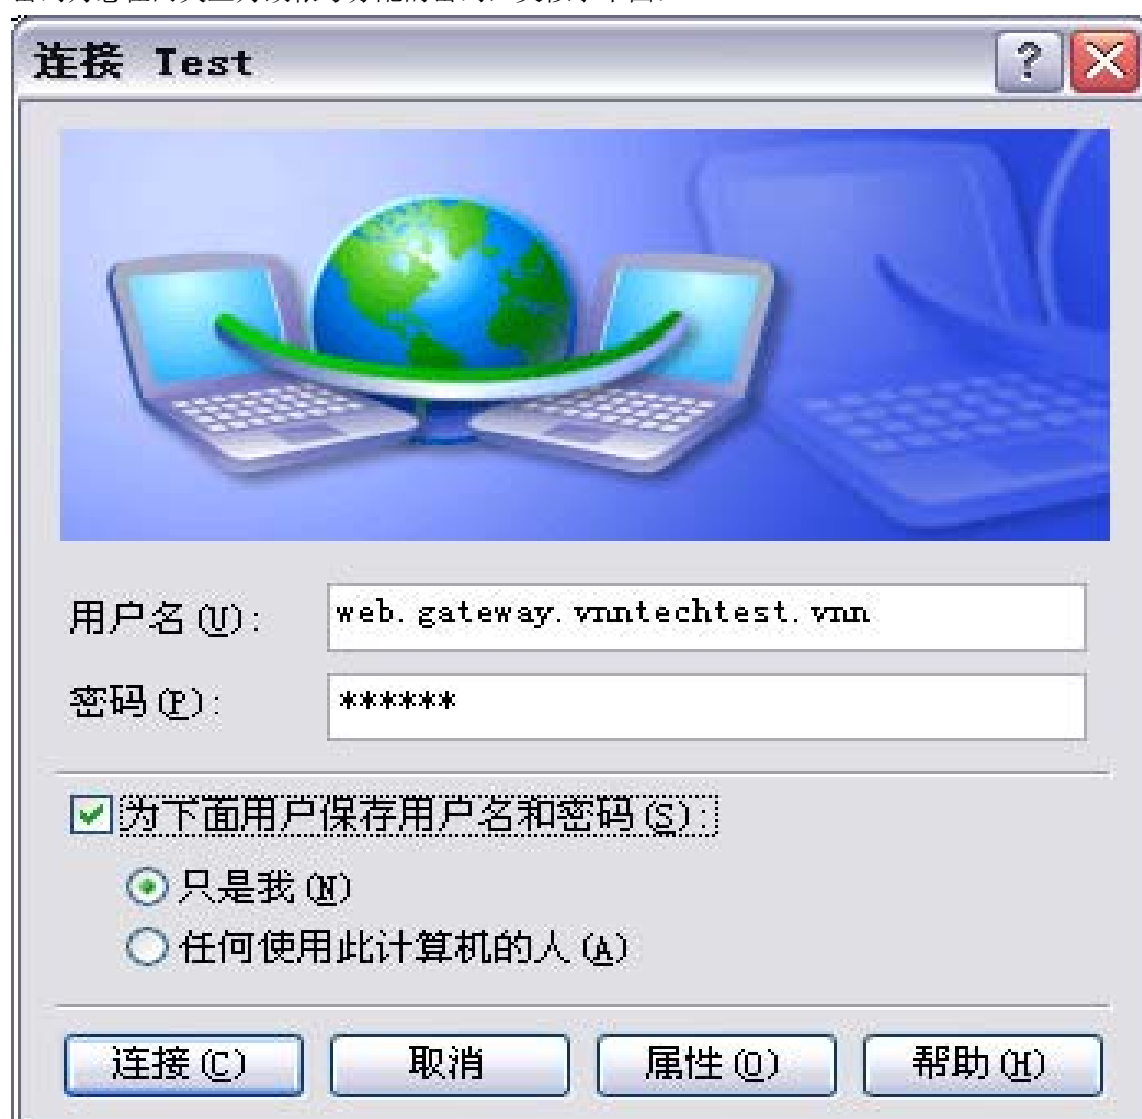 连接 Test
用户名(U):
web.gateway.vnntechtest.vnn
密码(P):
******
为下面用户保存用户名和密码(S):
只是我(N)
任何使用此计算机的人(A)
连接(C) 取消 属性(O) 帮助(H)